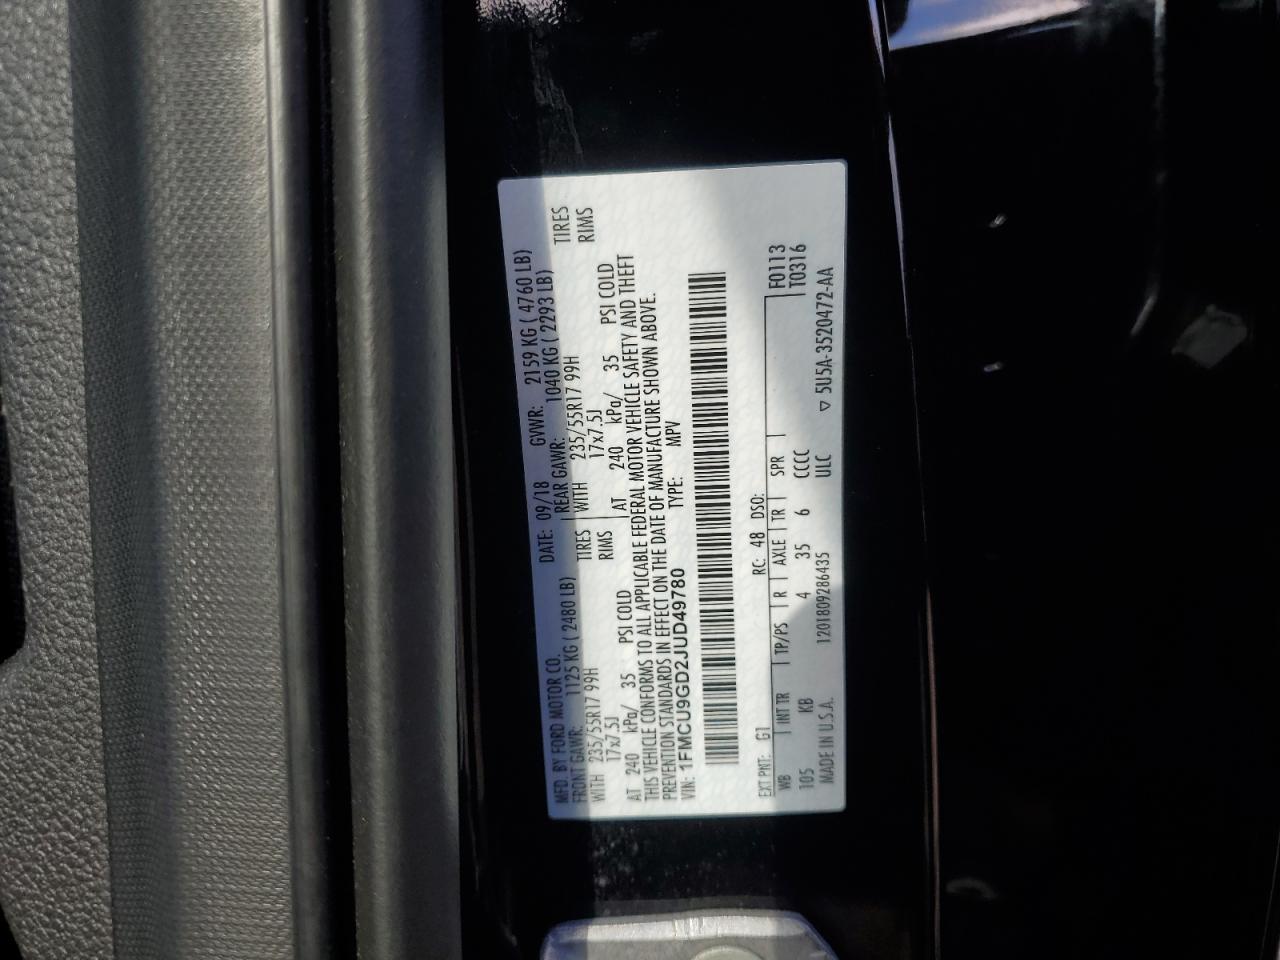 MFD. BY FORD MOTOR CO. DATE: 09/18 GVWR: 2159 KG ( 4760 LB)
FRONT GAWR: 1125 KG ( 2480 LB) REAR GAWR: 1040 KG ( 2293 LB)
WITH 235/55R17 99H TIRES WITH 235/55R17 99H TIRES
17x7.5J RIMS 17x7.5J RIMS
AT 240 kPa/ 35 PSI COLD AT 240 kPa/ 35 PSI COLD
THIS VEHICLE CONFORMS TO ALL APPLICABLE FEDERAL MOTOR VEHICLE SAFETY AND THEFT
PREVENTION STANDARDS IN EFFECT ON THE DATE OF MANUFACTURE SHOWN ABOVE.
VIN: 1FMCU9GD2JUD49780 TYPE: MPV
EXT PNT: G1 RC: 48 DSO: F0113
WB INT TR TP/PS R AXLE TR SPR T0316
105 KB 4 35 6 CCCC
MADE IN U.S.A. 1201809286435 ULC ▽ 5U5A-3520472-AA